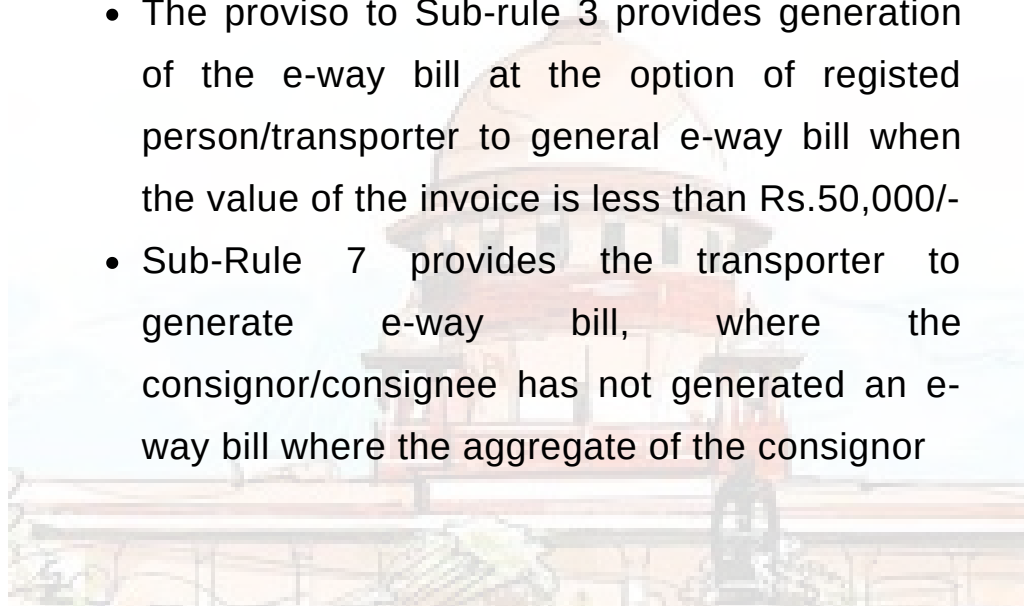 • The proviso to Sub-rule 3 provides generation
of the e-way bill at the option of registed
person/transporter to general e-way bill when
the value of the invoice is less than Rs.50,000/-
• Sub-Rule 7 provides the transporter to
generate e-way bill, where the
consignor/consignee has not generated an e-
way bill where the aggregate of the consignor